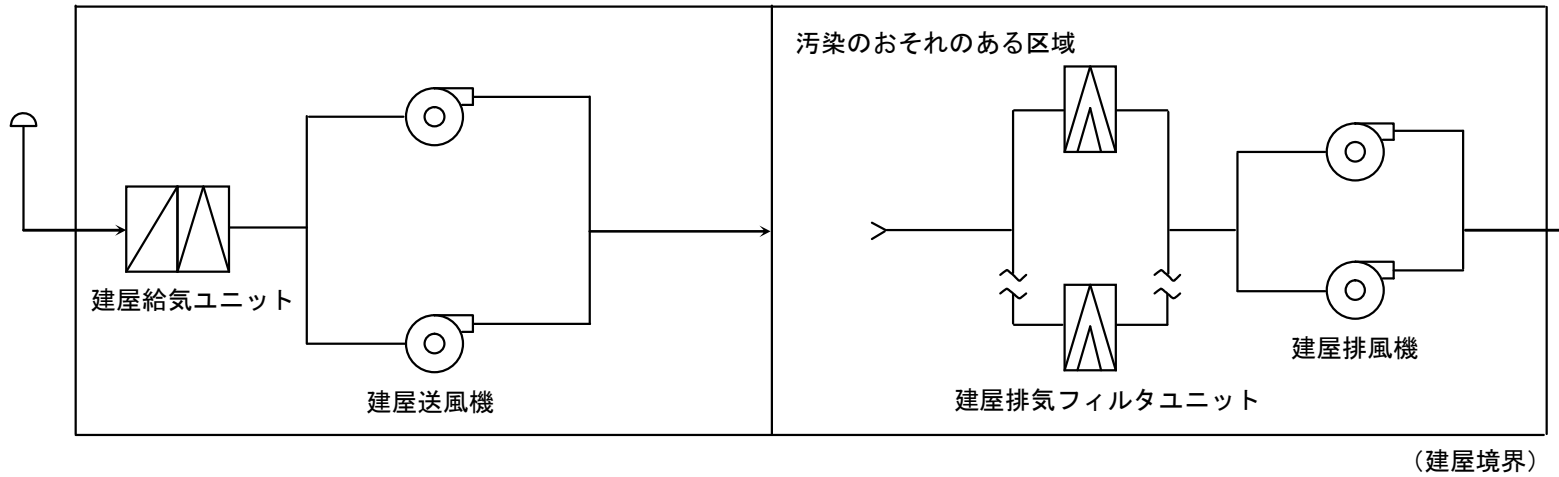 汚染のおそれのある区域
建屋給気ユニット
建屋送風機
建屋排風機
建屋排気フィルタユニット
（建屋境界）